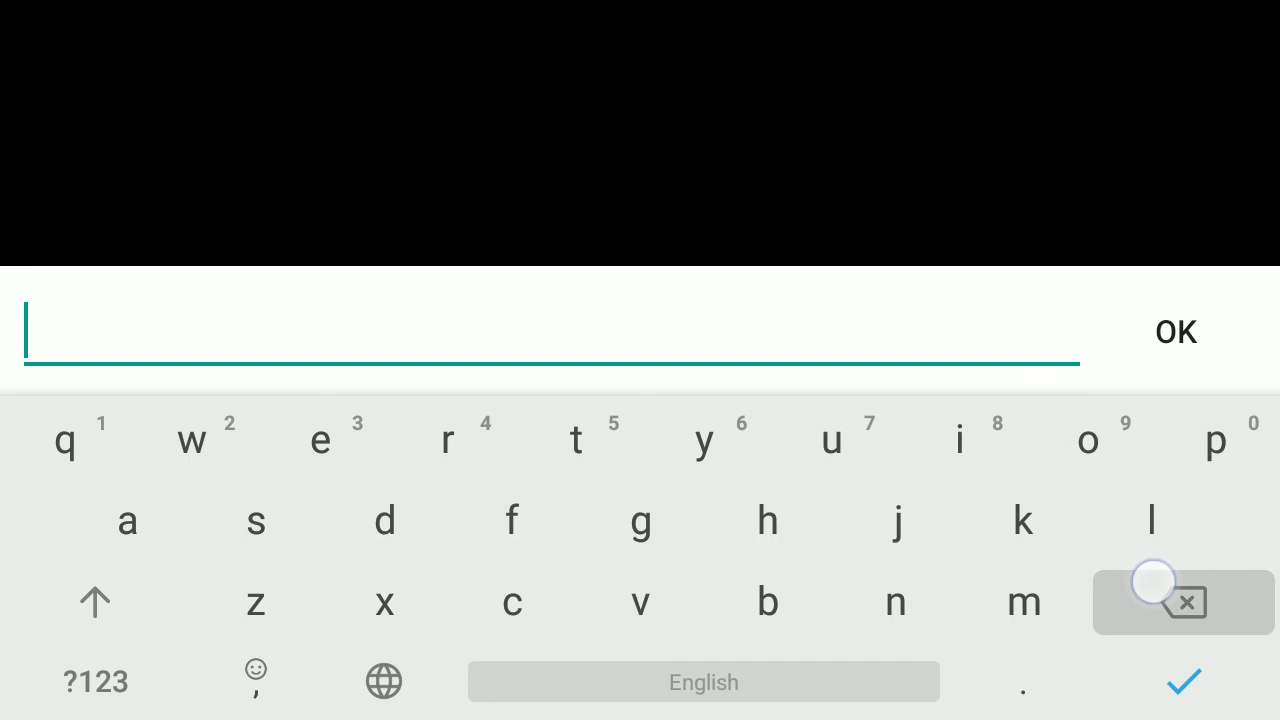 OK
q 1 w 2 e 3 r 4 t 5 y 6 u 7 i 8 o 9 p 0
a s d f g h j k l
z x c v b n m
?123 , English .